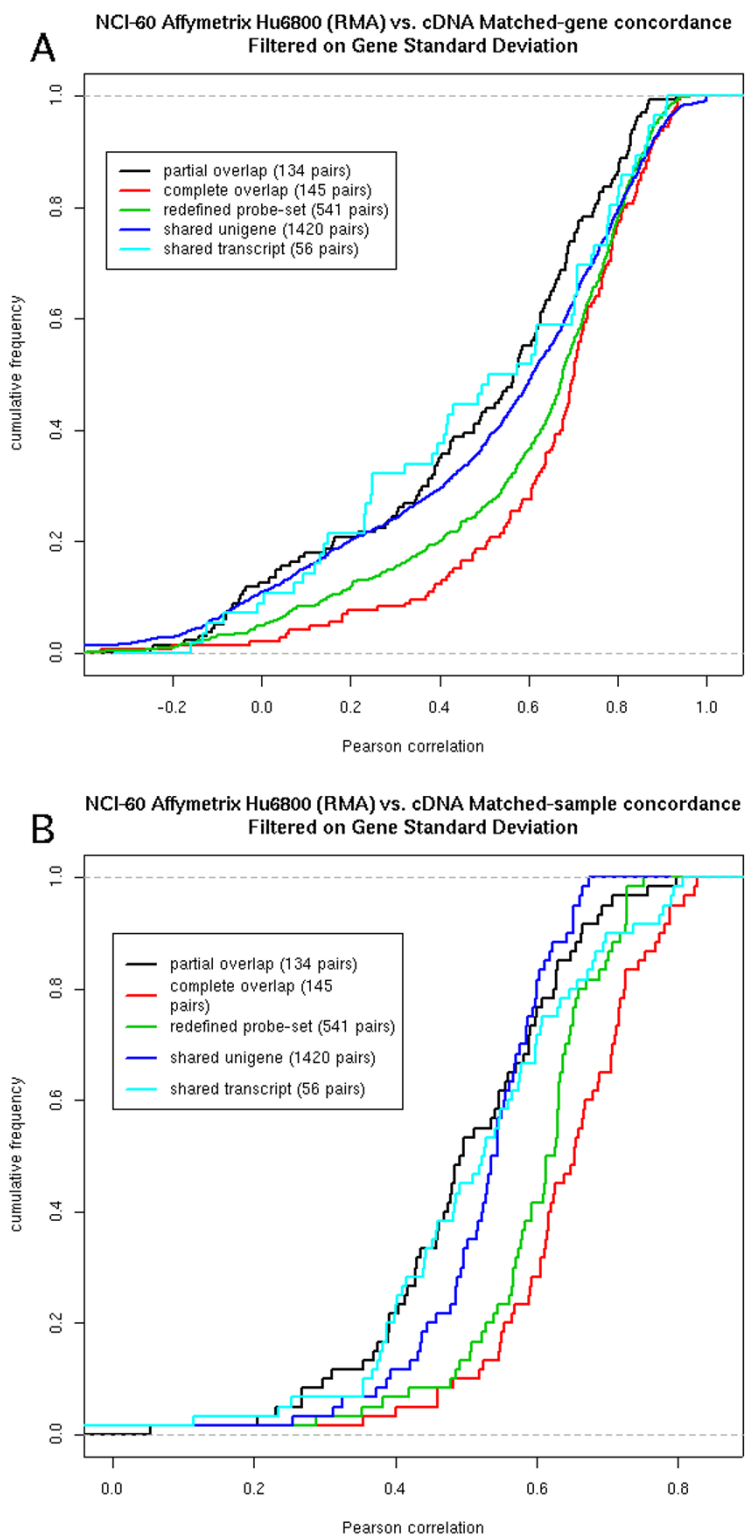 NCI-60 Affymetrix Hu6800 (RMA) vs. cDNA Matched-gene concordance
Filtered on Gene Standard Deviation
A
partial overlap (134 pairs)
complete overlap (145 pairs)
redefined probe-set (541 pairs)
shared unigene (1420 pairs)
shared transcript (56 pairs)
cumulative frequency
1.0
0.8
0.6
0.4
0.2
0.0
-0.2 0.0 0.2 0.4 0.6 0.8 1.0
Pearson correlation
NCI-60 Affymetrix Hu6800 (RMA) vs. cDNA Matched-sample concordance
Filtered on Gene Standard Deviation
B
partial overlap (134 pairs)
complete overlap (145
pairs)
redefined probe-set (541 pairs)
shared unigene (1420 pairs)
shared transcript (56 pairs)
cumulative frequency
1.0
0.8
0.6
0.4
0.2
0.0
0.0 0.2 0.4 0.6 0.8
Pearson correlation